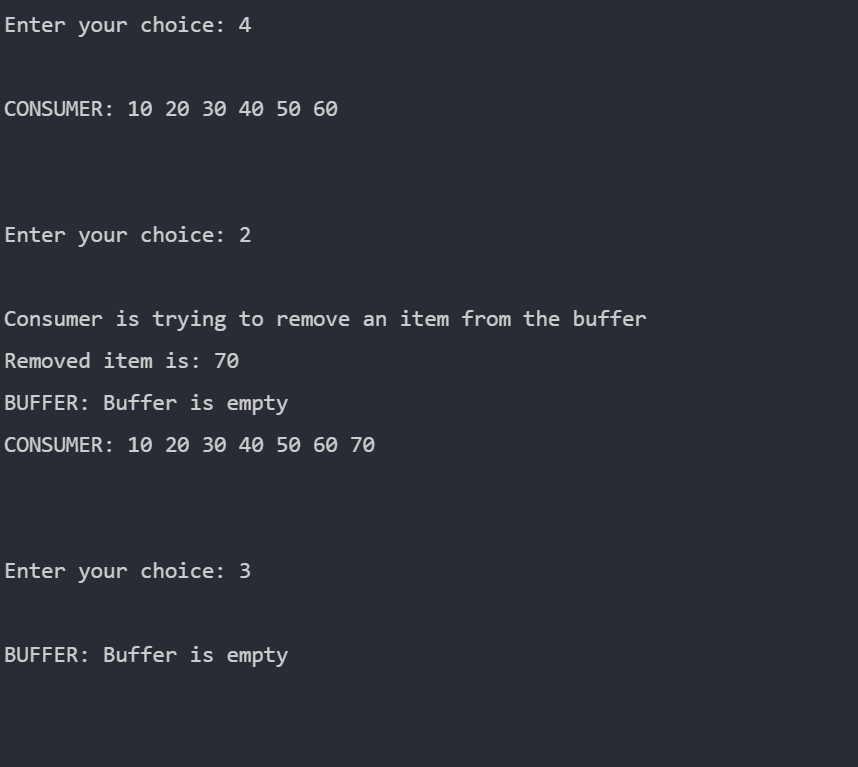 Enter your choice: 4
CONSUMER: 10 20 30 40 50 60
Enter your choice: 2
Consumer is trying to remove an item from the buffer
Removed item is: 70
BUFFER: Buffer is empty
CONSUMER: 10 20 30 40 50 60 70
Enter your choice: 3
BUFFER: Buffer is empty